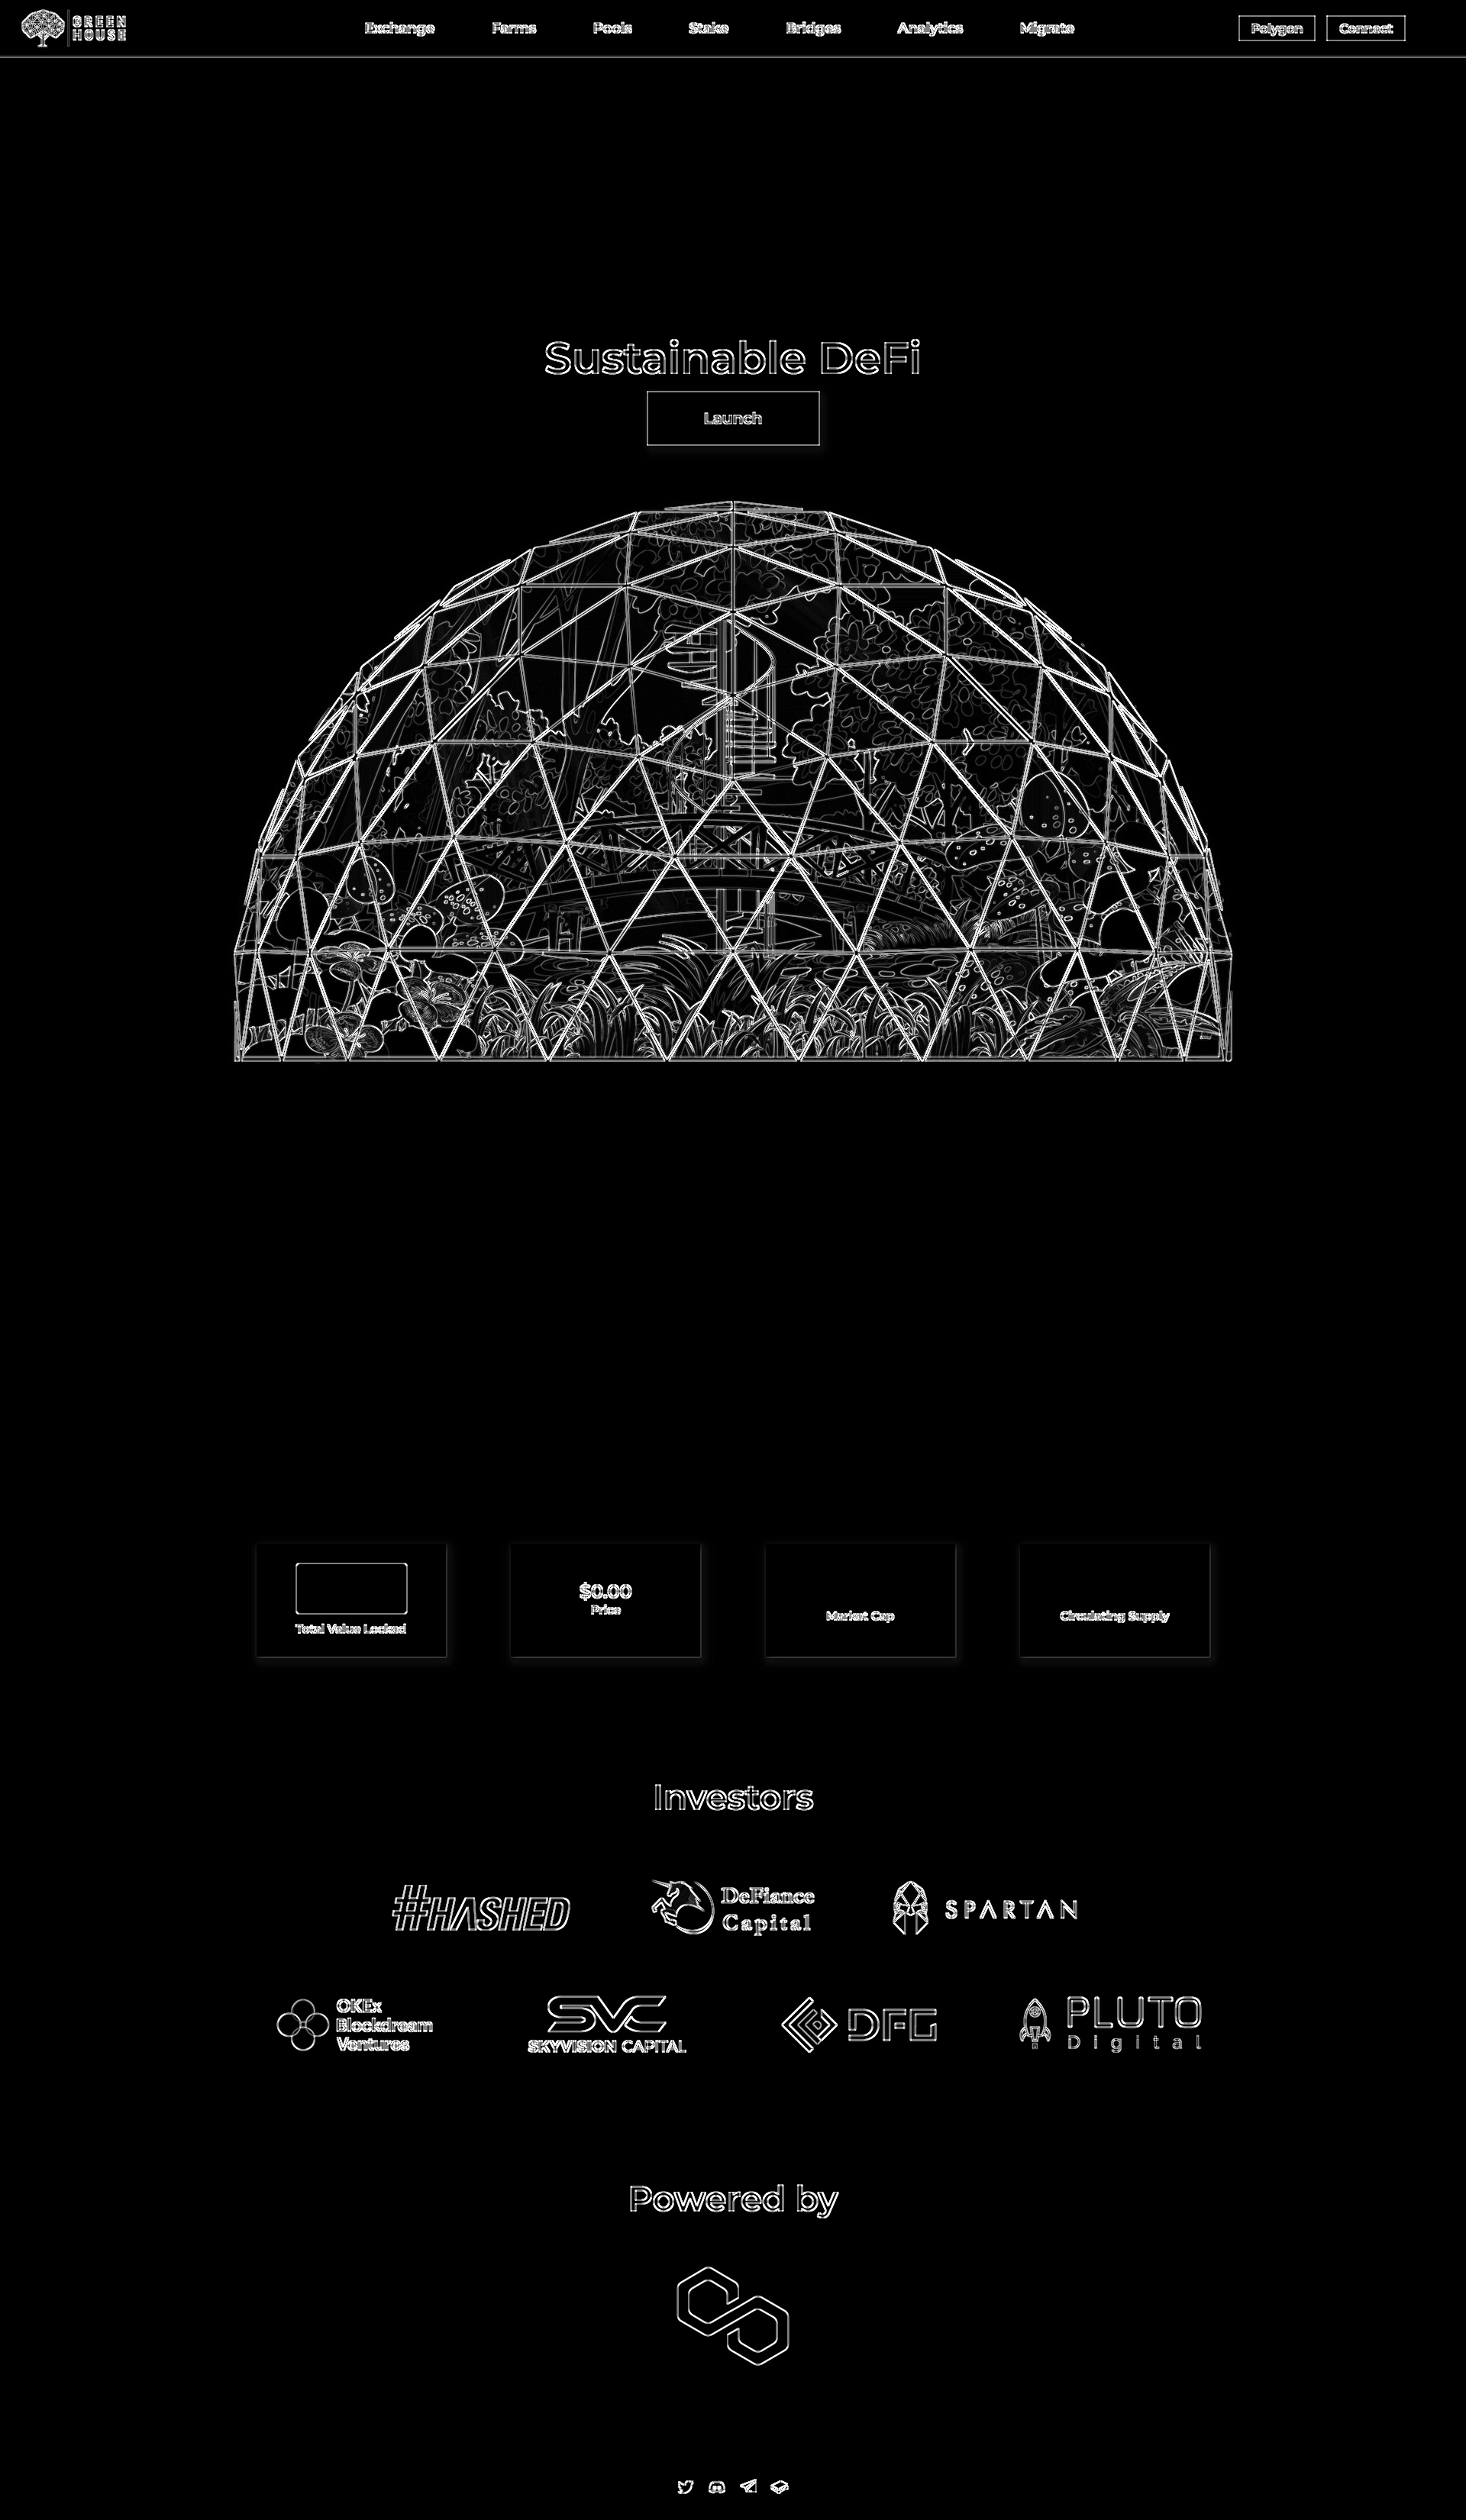 GREEN
HOUSE
Exchange
Farms
Pools
Stake
Bridges
Analytics
Migrate
Polygon
Connect
Sustainable DeFi
Launch
Total Value Locked
$0.00
Price
Market Cap
Circulating Supply
Investors
#HASHED
DeFiance
Capital
SPARTAN
OKEx
Blockdream
Ventures
SVC
SKYVISION CAPITAL
DFG
PLUTO
Digital
Powered by